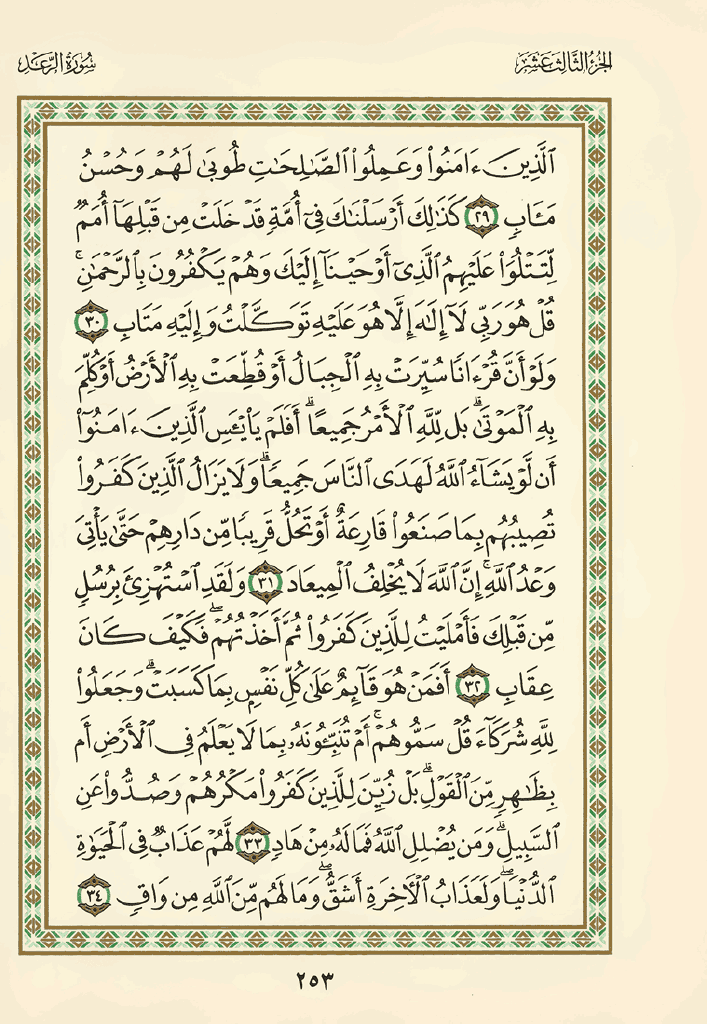 الجزء الثالث عشر
سورة الرعد
ٱلَّذِينَ ءَامَنُوا۟ وَعَمِلُوا۟ ٱلصَّٰلِحَٰتِ طُوبَىٰ لَهُمْ وَحُسْنُ
مَـَٔابٍ ٢٩ كَذَٰلِكَ أَرْسَلْنَٰكَ فِىٓ أُمَّةٍ قَدْ خَلَتْ مِن قَبْلِهَآ أُمَمٌ
لِّتَتْلُوَا۟ عَلَيْهِمُ ٱلَّذِىٓ أَوْحَيْنَآ إِلَيْكَ وَهُمْ يَكْفُرُونَ بِٱلرَّحْمَٰنِ ۚ
قُلْ هُوَ رَبِّى لَآ إِلَٰهَ إِلَّا هُوَ عَلَيْهِ تَوَكَّلْتُ وَإِلَيْهِ مَتَابِ ٣٠
وَلَوْ أَنَّ قُرْءَانًا سُيِّرَتْ بِهِ ٱلْجِبَالُ أَوْ قُطِّعَتْ بِهِ ٱلْأَرْضُ أَوْ كُلِّمَ
بِهِ ٱلْمَوْتَىٰ ۗ بَل لِّلَّهِ ٱلْأَمْرُ جَمِيعًا ۗ أَفَلَمْ يَا۟يْـَٔسِ ٱلَّذِينَ ءَامَنُوٓا۟
أَن لَّوْ يَشَآءُ ٱللَّهُ لَهَدَى ٱلنَّاسَ جَمِيعًا ۗ وَلَا يَزَالُ ٱلَّذِينَ كَفَرُوا۟
تُصِيبُهُم بِمَا صَنَعُوا۟ قَارِعَةٌ أَوْ تَحُلُّ قَرِيبًا مِّن دَارِهِمْ حَتَّىٰ يَأْتِىَ
وَعْدُ ٱللَّهِ ۚ إِنَّ ٱللَّهَ لَا يُخْلِفُ ٱلْمِيعَادَ ٣١ وَلَقَدِ ٱسْتُهْزِئَ بِرُسُلٍ
مِّن قَبْلِكَ فَأَمْلَيْتُ لِلَّذِينَ كَفَرُوا۟ ثُمَّ أَخَذْتُهُمْ ۖ فَكَيْفَ كَانَ
عِقَابِ ٣٢ أَفَمَنْ هُوَ قَآئِمٌ عَلَىٰ كُلِّ نَفْسٍۭ بِمَا كَسَبَتْ ۗ وَجَعَلُوا۟
لِلَّهِ شُرَكَآءَ قُلْ سَمُّوهُمْ ۚ أَمْ تُنَبِّـُٔونَهُۥ بِمَا لَا يَعْلَمُ فِى ٱلْأَرْضِ أَم
بِظَٰهِرٍ مِّنَ ٱلْقَوْلِ ۗ بَلْ زُيِّنَ لِلَّذِينَ كَفَرُوا۟ مَكْرُهُمْ وَصُدُّوا۟ عَنِ
ٱلسَّبِيلِ ۗ وَمَن يُضْلِلِ ٱللَّهُ فَمَا لَهُۥ مِنْ هَادٍ ٣٣ لَّهُمْ عَذَابٌ فِى ٱلْحَيَوٰةِ
ٱلدُّنْيَا ۖ وَلَعَذَابُ ٱلْءَاخِرَةِ أَشَقُّ ۖ وَمَا لَهُم مِّنَ ٱللَّهِ مِن وَاقٍ ٣٤
٢٥٣